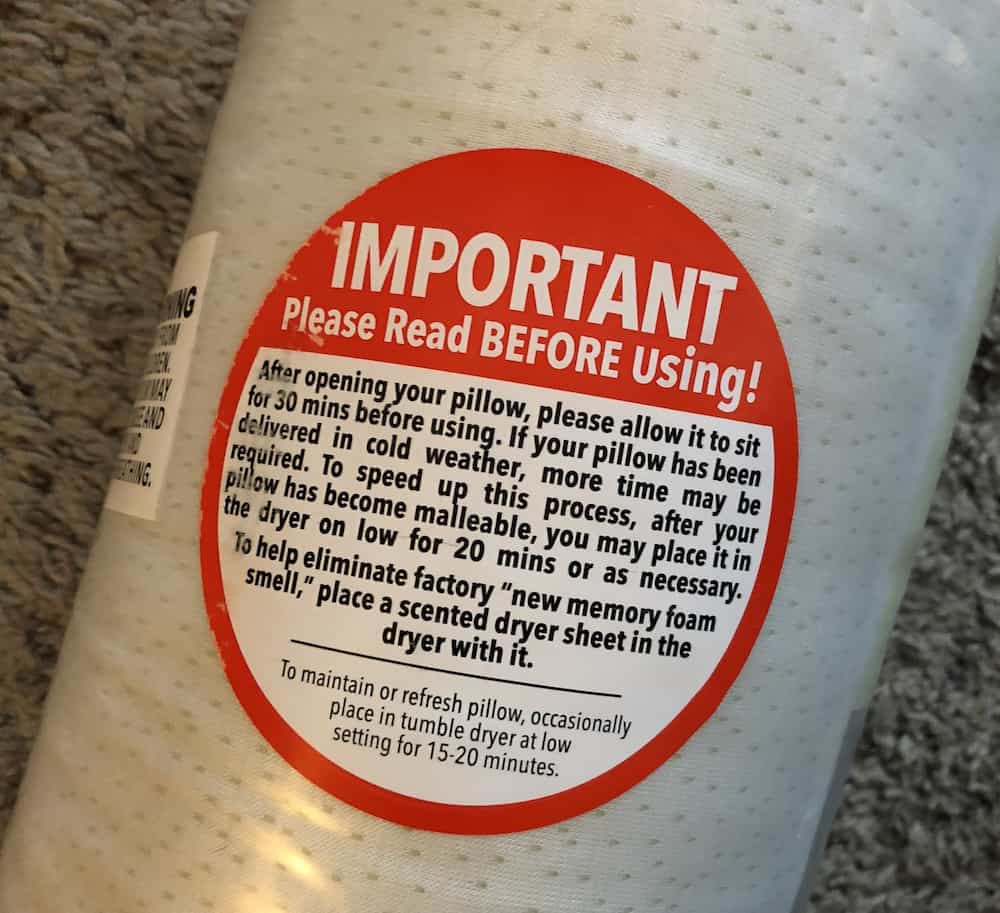 IMPORTANT
Please Read BEFORE Using!
After opening your pillow, please allow it to sit
for 30 mins before using. If your pillow has been
delivered in cold weather, more time may be
required. To speed up this process, after your
pillow has become malleable, you may place it in
the dryer on low for 20 mins or as necessary.
To help eliminate factory “new memory foam
smell,” place a scented dryer sheet in the
dryer with it.
To maintain or refresh pillow, occasionally
place in tumble dryer at low
setting for 15-20 minutes.
MAY
AND